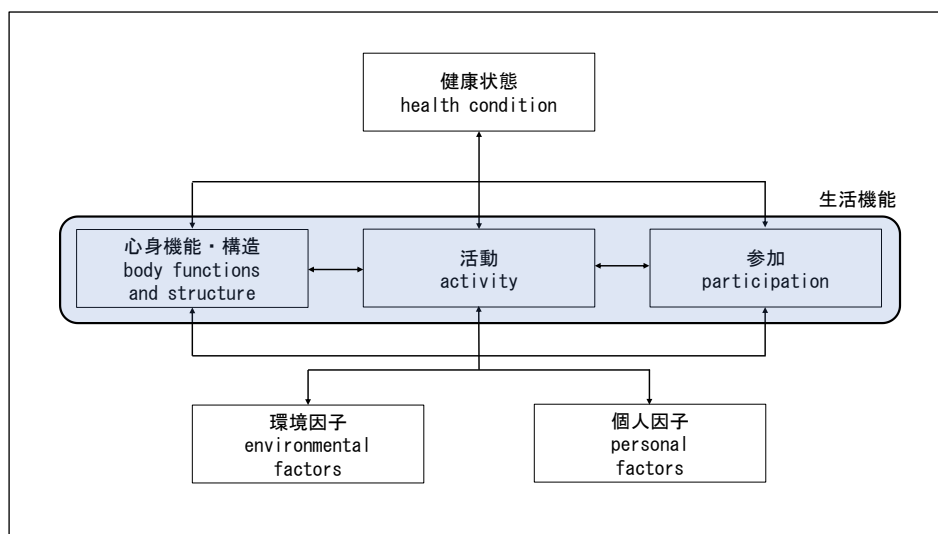 健康状態
health condition
生活機能
心身機能・構造
body functions
and structure
活動
activity
参加
participation
環境因子
environmental
factors
個人因子
personal
factors